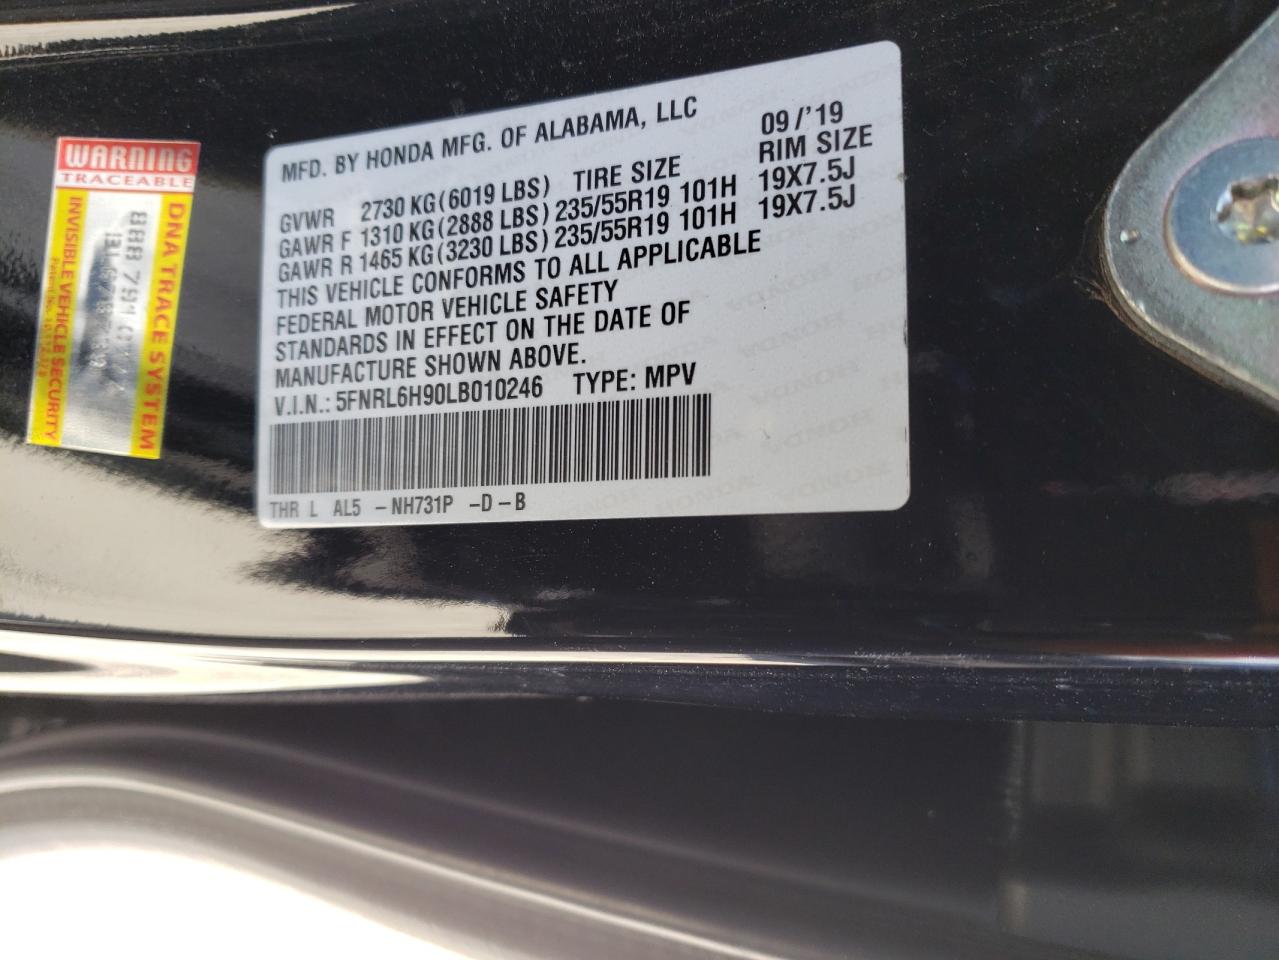 MFD. BY HONDA MFG. OF ALABAMA, LLC 09/'19
TIRE SIZE RIM SIZE
GVWR 2730 KG(6019 LBS)
GAWR F 1310 KG(2888 LBS) 235/55R19 101H 19X7.5J
GAWR R 1465 KG(3230 LBS) 235/55R19 101H 19X7.5J
THIS VEHICLE CONFORMS TO ALL APPLICABLE
FEDERAL MOTOR VEHICLE SAFETY
STANDARDS IN EFFECT ON THE DATE OF
MANUFACTURE SHOWN ABOVE.
V.I.N.: 5FNRL6H90LB010246 TYPE: MPV
THR L AL5 -NH731P -D-B
WARNING
TRACEABLE
DNA TRACE SYSTEM
INVISIBLE VEHICLE SECURITY